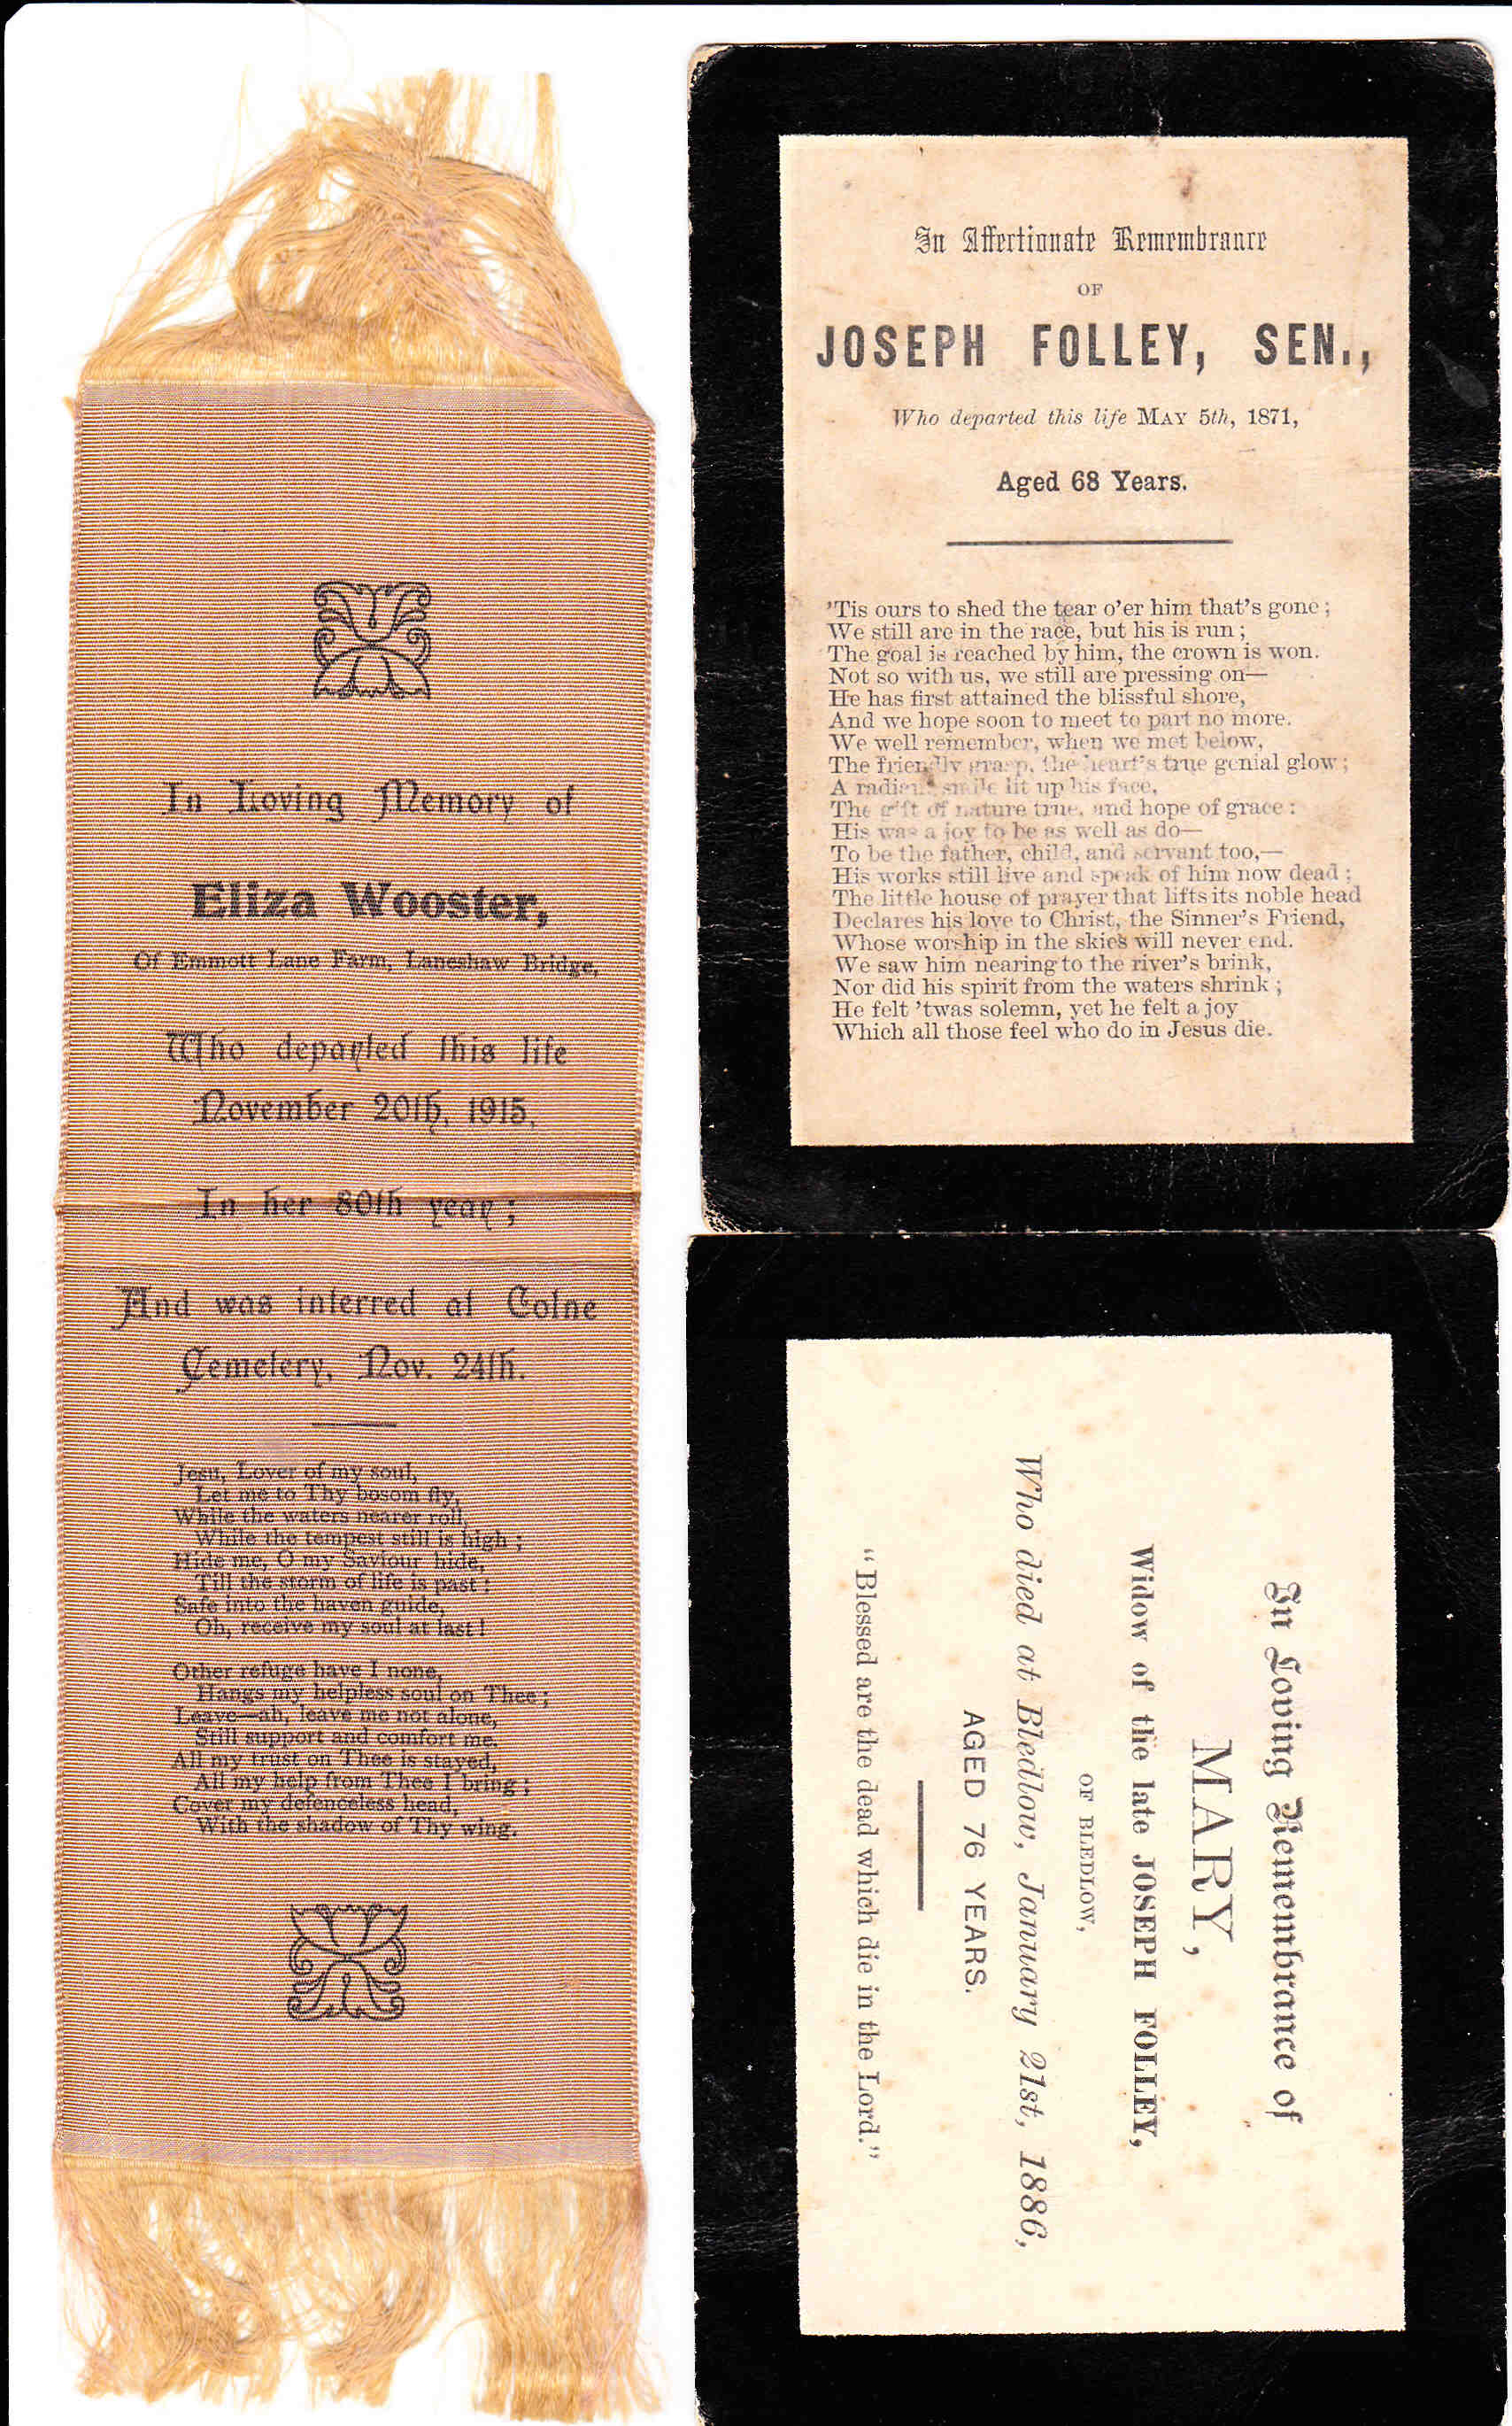 In Loving Memory of
Eliza Wooster,
Of Emmott Lane Farm, Laneshaw Bridge,
Who departed this life
November 20th, 1915,
In her 80th year;
And was interred at Colne
Cemetery, Nov. 24th.
Jesu, Lover of my soul,
Let me to Thy bosom fly,
While the waters nearer roll,
While the tempest still is high;
Hide me, O my Saviour hide,
Till the storm of life is past;
Safe into the haven guide,
Oh, receive my soul at last!
Other refuge have I none,
Hangs my helpless soul on Thee;
Leave—ah, leave me not alone,
Still support and comfort me.
All my trust on Thee is stayed,
All my help from Thee I bring;
Cover my defenceless head,
With the shadow of Thy wing.
In Affectionate Remembrance
OF
JOSEPH FOLLEY, SEN.,
Who departed this life MAY 5th, 1871,
Aged 68 Years.
'Tis ours to shed the tear o'er him that's gone;
We still are in the race, but his is run;
The goal is reached by him, the crown is won.
Not so with us, we still are pressing on—
He has first attained the blissful shore,
And we hope soon to meet to part no more.
We well remember, when we met below,
The friendly grasp, the heart's true genial glow;
A radiant smile lit up his face,
The gift of nature true, and hope of grace:
His was a joy to be as well as do—
To be the father, child, and servant too,—
His works still live and speak of him now dead;
The little house of prayer that lifts its noble head
Declares his love to Christ, the Sinner's Friend,
Whose worship in the skies will never end.
We saw him nearing to the river's brink,
Nor did his spirit from the waters shrink;
He felt 'twas solemn, yet he felt a joy
Which all those feel who do in Jesus die.
In Loving Remembrance of
MARY,
Widow of the late JOSEPH FOLLEY,
OF BLEDLOW,
Who died at Bledlow, January 21st, 1886,
AGED 76 YEARS.
"Blessed are the dead which die in the Lord."